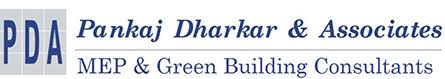 PDA
Pankaj Dharkar & Associates
MEP & Green Building Consultants